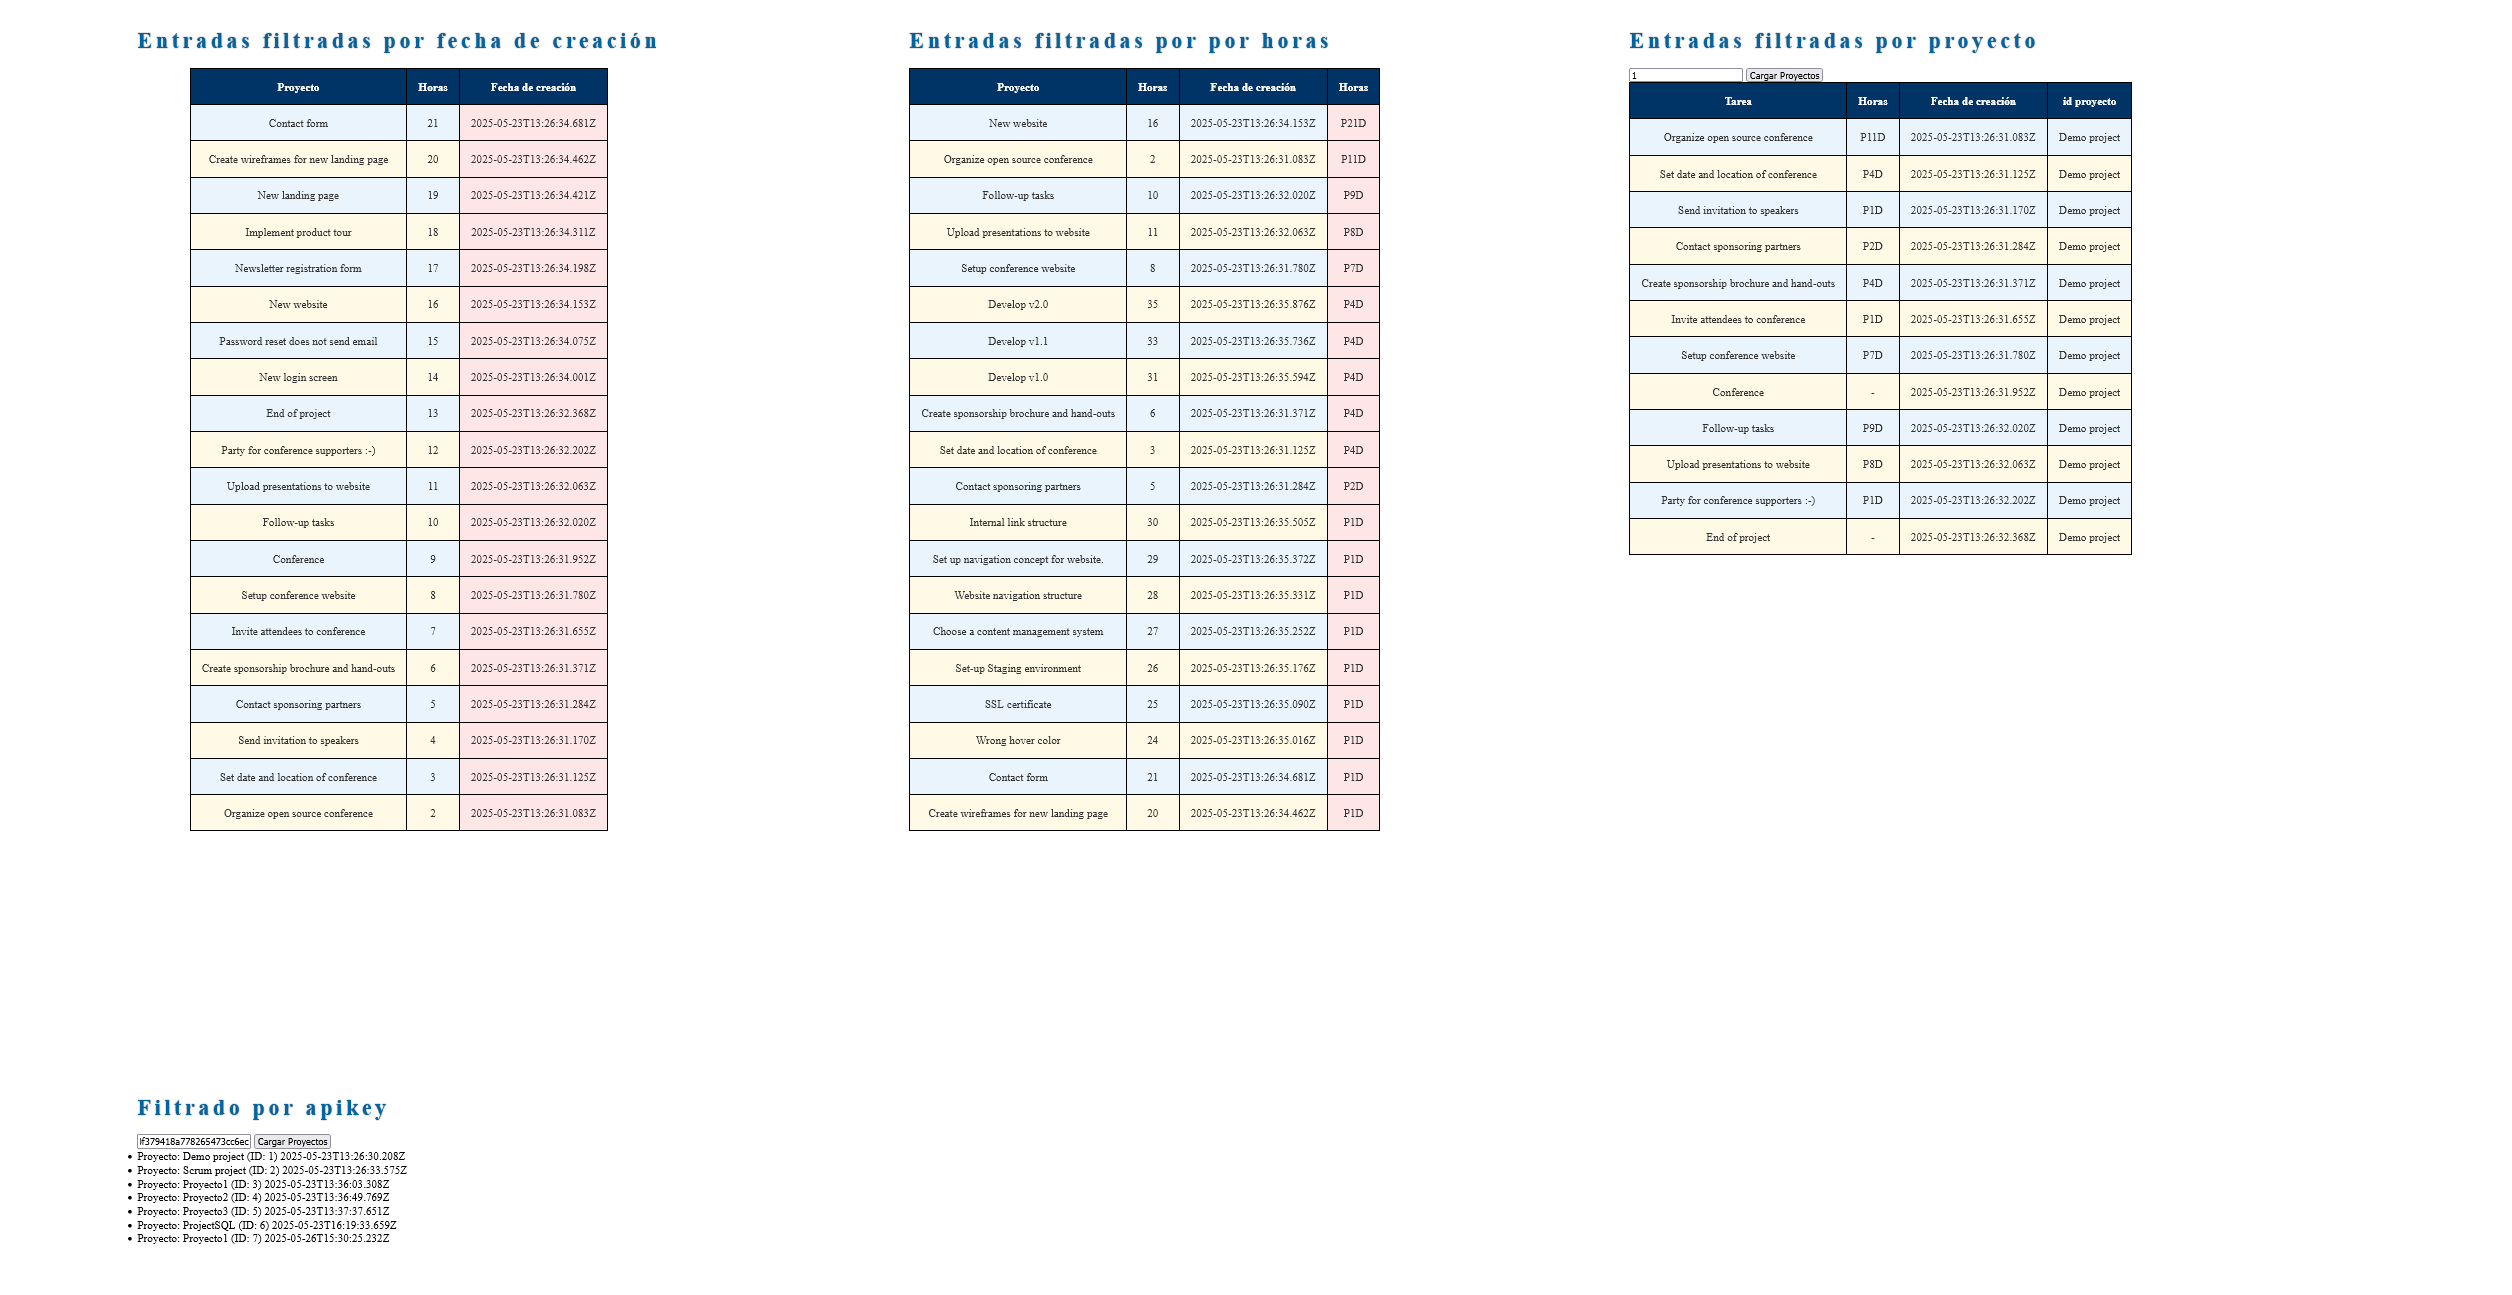 Entradas filtradas por fecha de creación
Proyecto Horas Fecha de creación
Contact form 21 2025-05-23T13:26:34.681Z
Create wireframes for new landing page 20 2025-05-23T13:26:34.462Z
New landing page 19 2025-05-23T13:26:34.421Z
Implement product tour 18 2025-05-23T13:26:34.311Z
Newsletter registration form 17 2025-05-23T13:26:34.198Z
New website 16 2025-05-23T13:26:34.153Z
Password reset does not send email 15 2025-05-23T13:26:34.075Z
New login screen 14 2025-05-23T13:26:34.001Z
End of project 13 2025-05-23T13:26:32.368Z
Party for conference supporters :-) 12 2025-05-23T13:26:32.202Z
Upload presentations to website 11 2025-05-23T13:26:32.063Z
Follow-up tasks 10 2025-05-23T13:26:32.020Z
Conference 9 2025-05-23T13:26:31.952Z
Setup conference website 8 2025-05-23T13:26:31.780Z
Invite attendees to conference 7 2025-05-23T13:26:31.655Z
Create sponsorship brochure and hand-outs 6 2025-05-23T13:26:31.371Z
Contact sponsoring partners 5 2025-05-23T13:26:31.284Z
Send invitation to speakers 4 2025-05-23T13:26:31.170Z
Set date and location of conference 3 2025-05-23T13:26:31.125Z
Organize open source conference 2 2025-05-23T13:26:31.083Z
Entradas filtradas por por horas
Proyecto Horas Fecha de creación Horas
New website 16 2025-05-23T13:26:34.153Z P21D
Organize open source conference 2 2025-05-23T13:26:31.083Z P11D
Follow-up tasks 10 2025-05-23T13:26:32.020Z P9D
Upload presentations to website 11 2025-05-23T13:26:32.063Z P8D
Setup conference website 8 2025-05-23T13:26:31.780Z P7D
Develop v2.0 35 2025-05-23T13:26:35.876Z P4D
Develop v1.1 33 2025-05-23T13:26:35.736Z P4D
Develop v1.0 31 2025-05-23T13:26:35.594Z P4D
Create sponsorship brochure and hand-outs 6 2025-05-23T13:26:31.371Z P4D
Set date and location of conference 3 2025-05-23T13:26:31.125Z P4D
Contact sponsoring partners 5 2025-05-23T13:26:31.284Z P2D
Internal link structure 30 2025-05-23T13:26:35.505Z P1D
Set up navigation concept for website. 29 2025-05-23T13:26:35.372Z P1D
Website navigation structure 28 2025-05-23T13:26:35.331Z P1D
Choose a content management system 27 2025-05-23T13:26:35.252Z P1D
Set-up Staging environment 26 2025-05-23T13:26:35.176Z P1D
SSL certificate 25 2025-05-23T13:26:35.090Z P1D
Wrong hover color 24 2025-05-23T13:26:35.016Z P1D
Contact form 21 2025-05-23T13:26:34.681Z P1D
Create wireframes for new landing page 20 2025-05-23T13:26:34.462Z P1D
Entradas filtradas por proyecto
1 Cargar Proyectos
Tarea Horas Fecha de creación id proyecto
Organize open source conference P11D 2025-05-23T13:26:31.083Z Demo project
Set date and location of conference P4D 2025-05-23T13:26:31.125Z Demo project
Send invitation to speakers P1D 2025-05-23T13:26:31.170Z Demo project
Contact sponsoring partners P2D 2025-05-23T13:26:31.284Z Demo project
Create sponsorship brochure and hand-outs P4D 2025-05-23T13:26:31.371Z Demo project
Invite attendees to conference P1D 2025-05-23T13:26:31.655Z Demo project
Setup conference website P7D 2025-05-23T13:26:31.780Z Demo project
Conference - 2025-05-23T13:26:31.952Z Demo project
Follow-up tasks P9D 2025-05-23T13:26:32.020Z Demo project
Upload presentations to website P8D 2025-05-23T13:26:32.063Z Demo project
Party for conference supporters :-) P1D 2025-05-23T13:26:32.202Z Demo project
End of project - 2025-05-23T13:26:32.368Z Demo project
Filtrado por apikey
lf379418a778265473cc6ec Cargar Proyectos
• Proyecto: Demo project (ID: 1) 2025-05-23T13:26:30.208Z
• Proyecto: Scrum project (ID: 2) 2025-05-23T13:26:33.575Z
• Proyecto: Proyecto1 (ID: 3) 2025-05-23T13:36:03.308Z
• Proyecto: Proyecto2 (ID: 4) 2025-05-23T13:36:49.769Z
• Proyecto: Proyecto3 (ID: 5) 2025-05-23T13:37:37.651Z
• Proyecto: ProjectSQL (ID: 6) 2025-05-23T16:19:33.659Z
• Proyecto: Proyecto1 (ID: 7) 2025-05-26T15:30:25.232Z